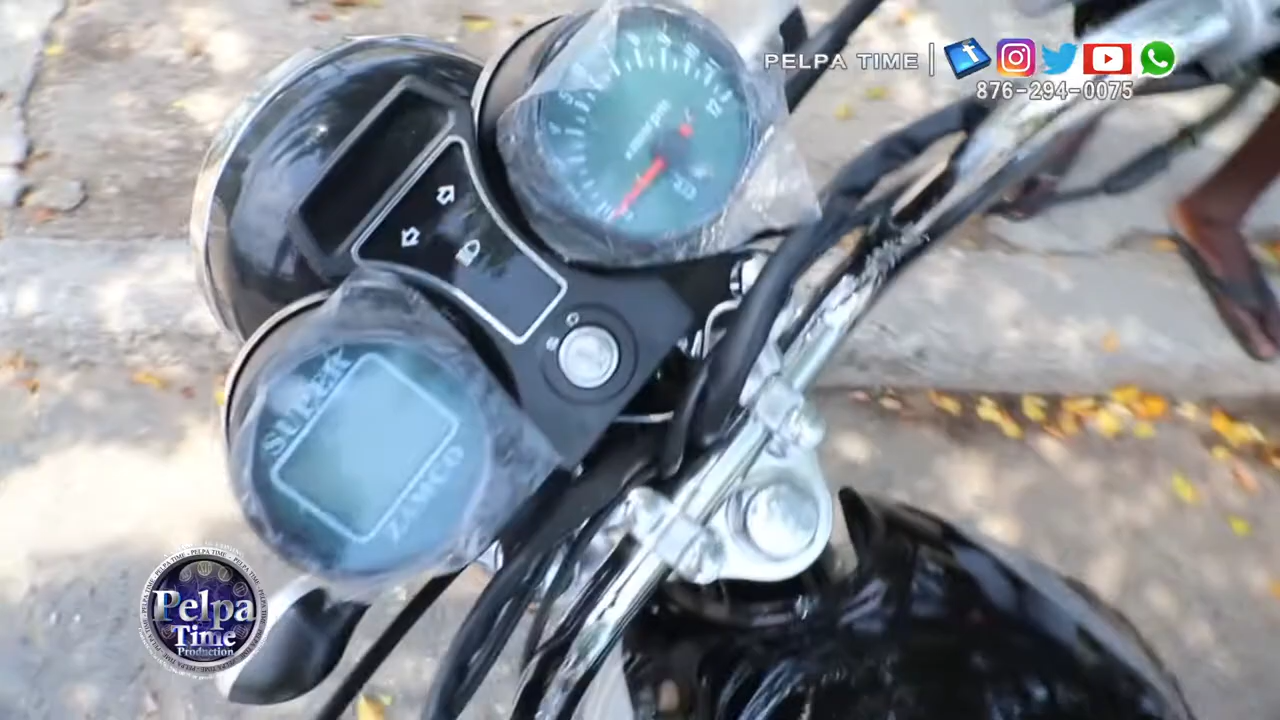 PELPA TIME |
876-294-0075
SUPER
ZAMCO
Pelpa
Time
Production